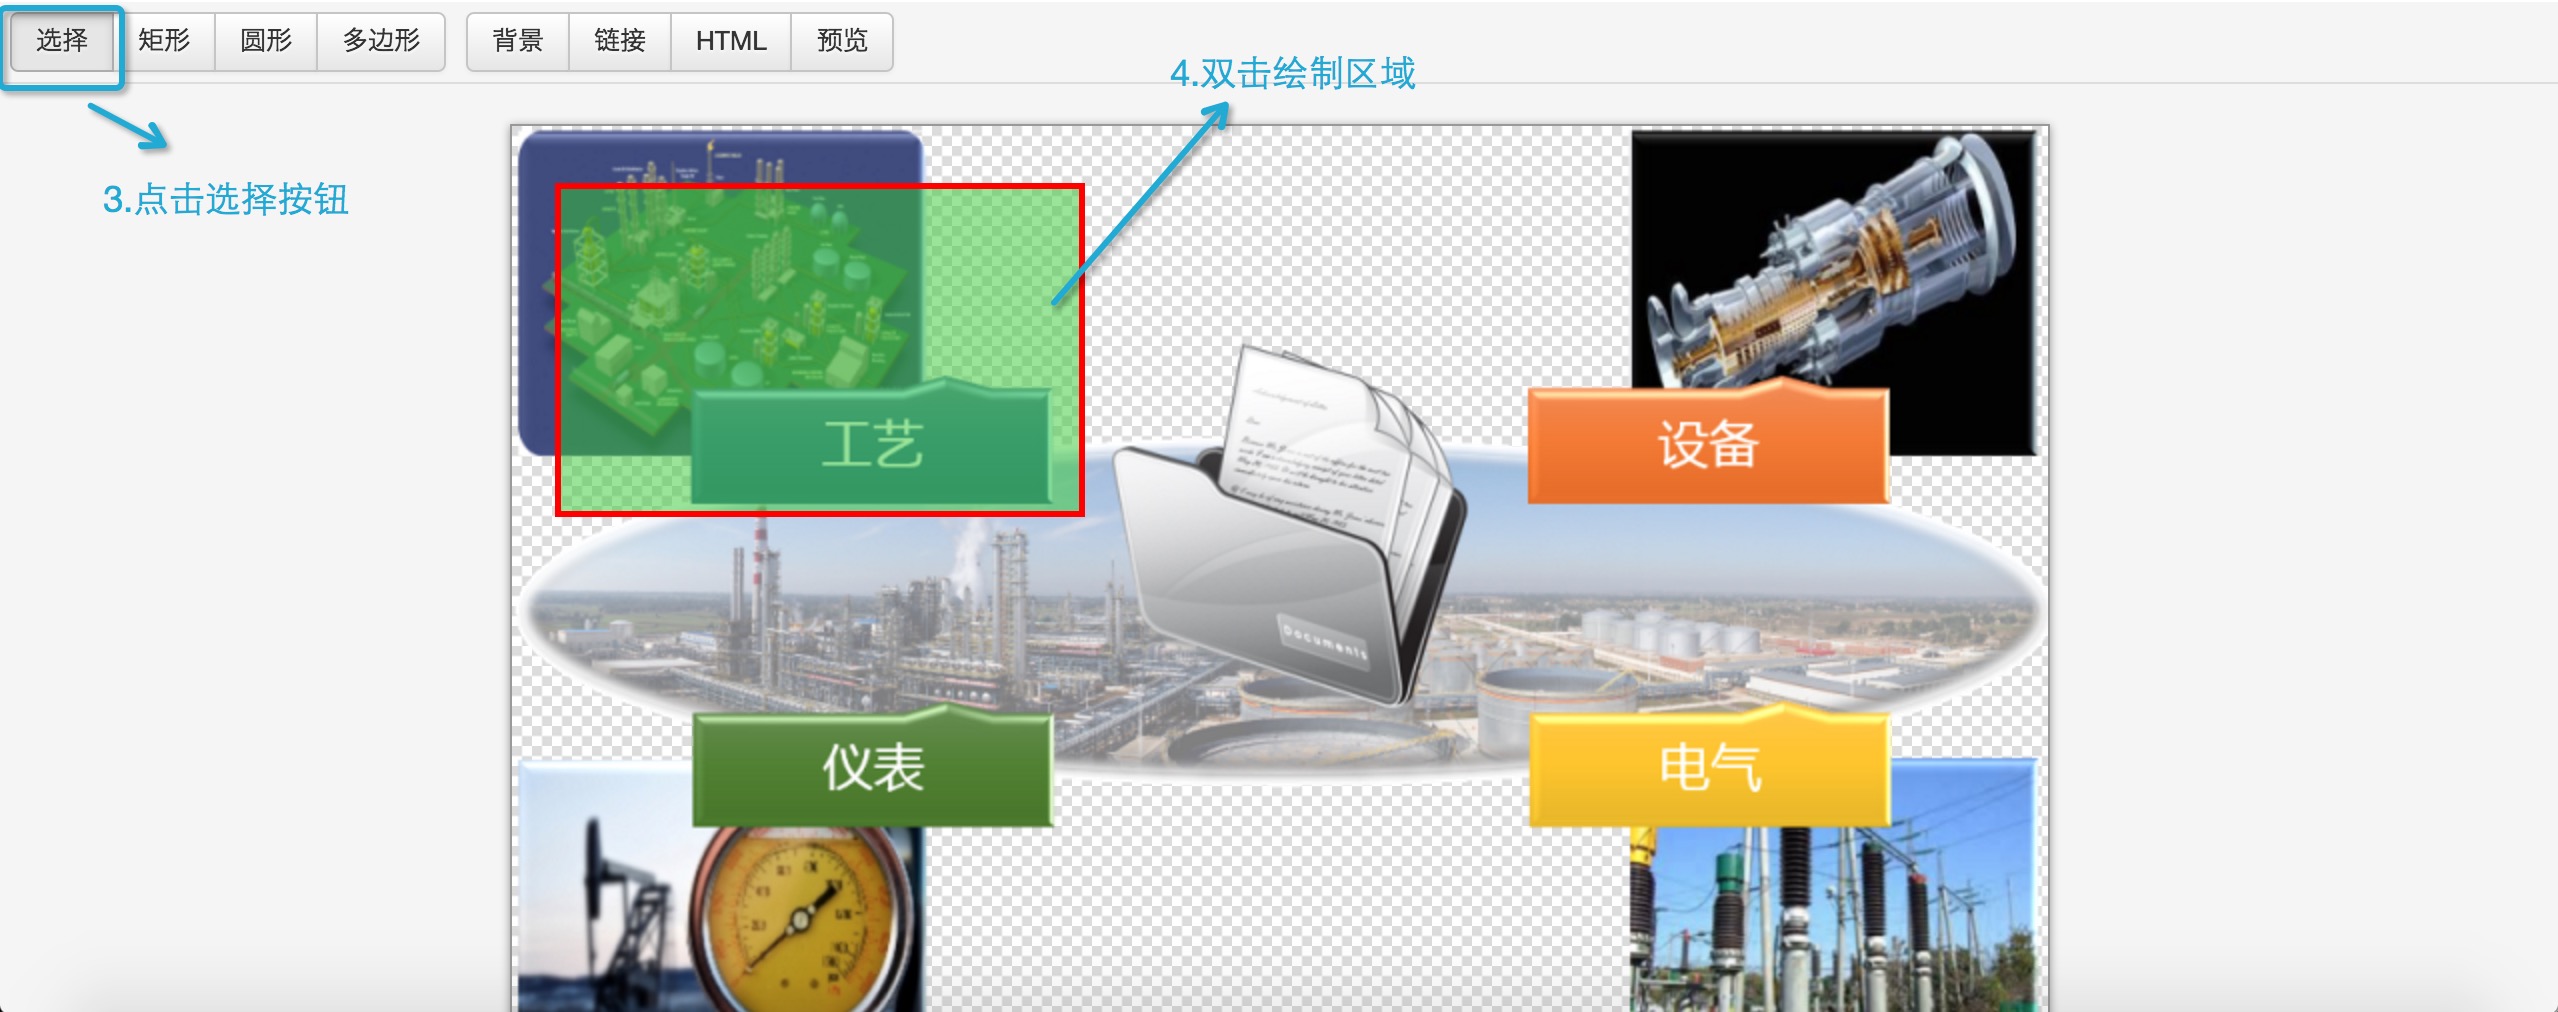 选择 矩形 圆形 多边形 背景 链接 HTML 预览
4.双击绘制区域
3.点击选择按钮
工艺
设备
Documents
仪表
电气